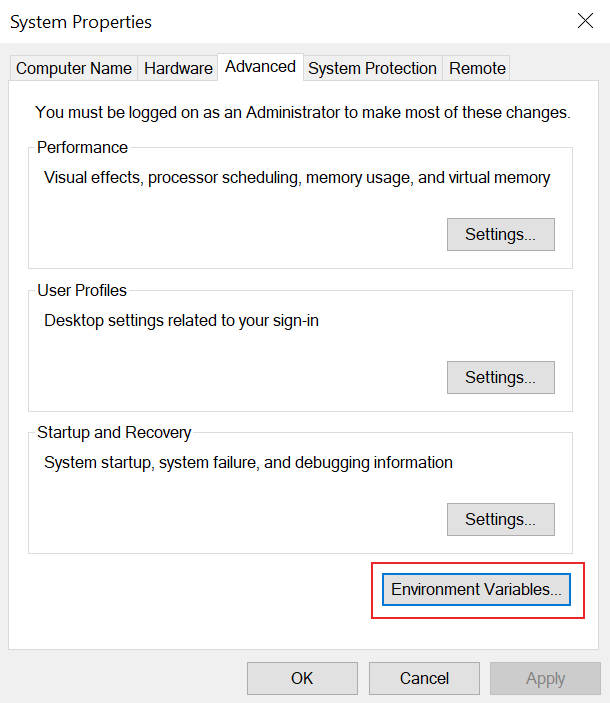 System Properties
Computer Name Hardware Advanced System Protection Remote
You must be logged on as an Administrator to make most of these changes.
Performance
Visual effects, processor scheduling, memory usage, and virtual memory
Settings...
User Profiles
Desktop settings related to your sign-in
Settings...
Startup and Recovery
System startup, system failure, and debugging information
Settings...
Environment Variables...
OK Cancel Apply